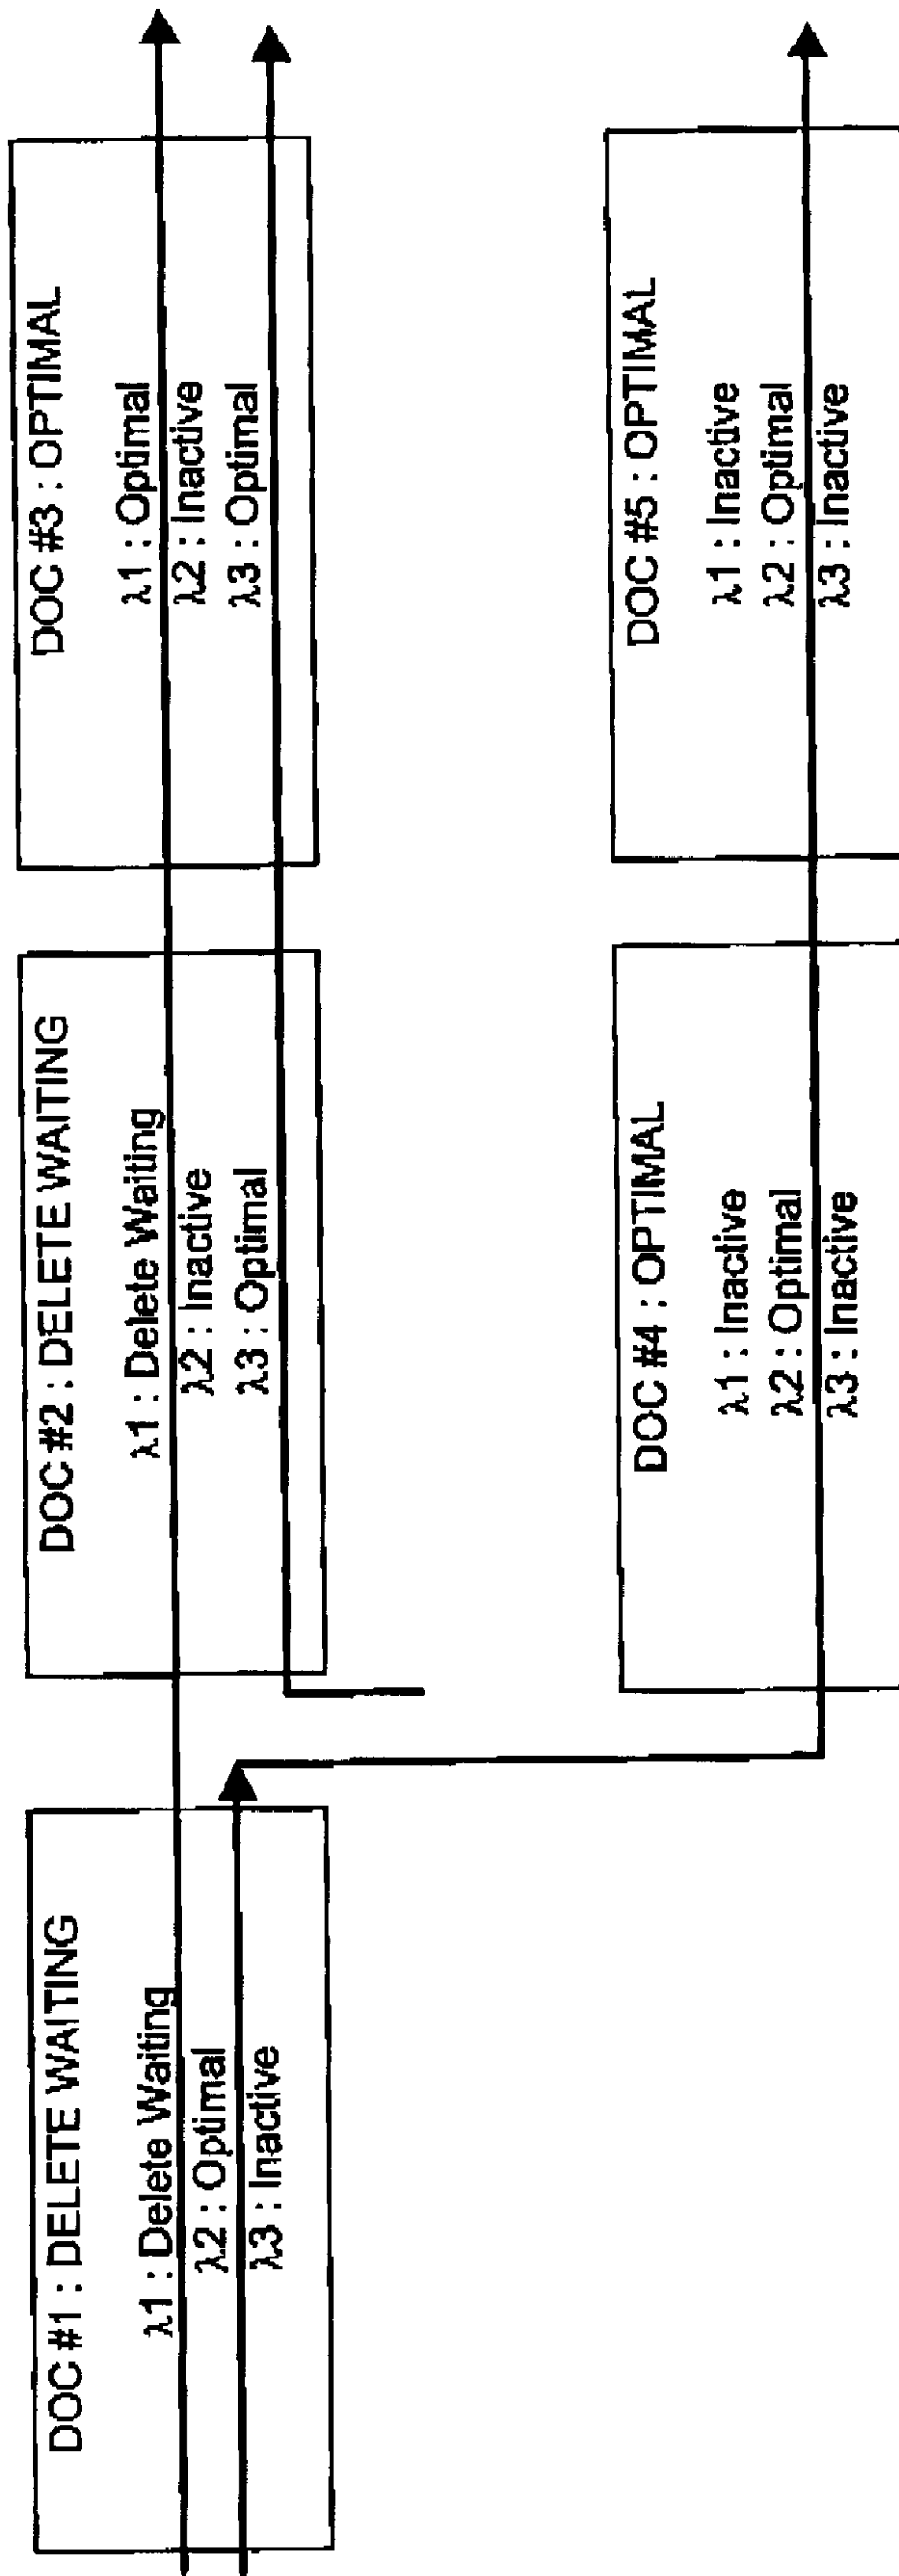 DOC #1 : DELETE WAITING
λ1 : Delete Waiting
λ2 : Optimal
λ3 : Inactive
DOC #2 : DELETE WAITING
λ1 : Delete Waiting
λ2 : Inactive
λ3 : Optimal
DOC #3 : OPTIMAL
λ1 : Optimal
λ2 : Inactive
λ3 : Optimal
DOC #4 : OPTIMAL
λ1 : Inactive
λ2 : Optimal
λ3 : Inactive
DOC #5 : OPTIMAL
λ1 : Inactive
λ2 : Optimal
λ3 : Inactive